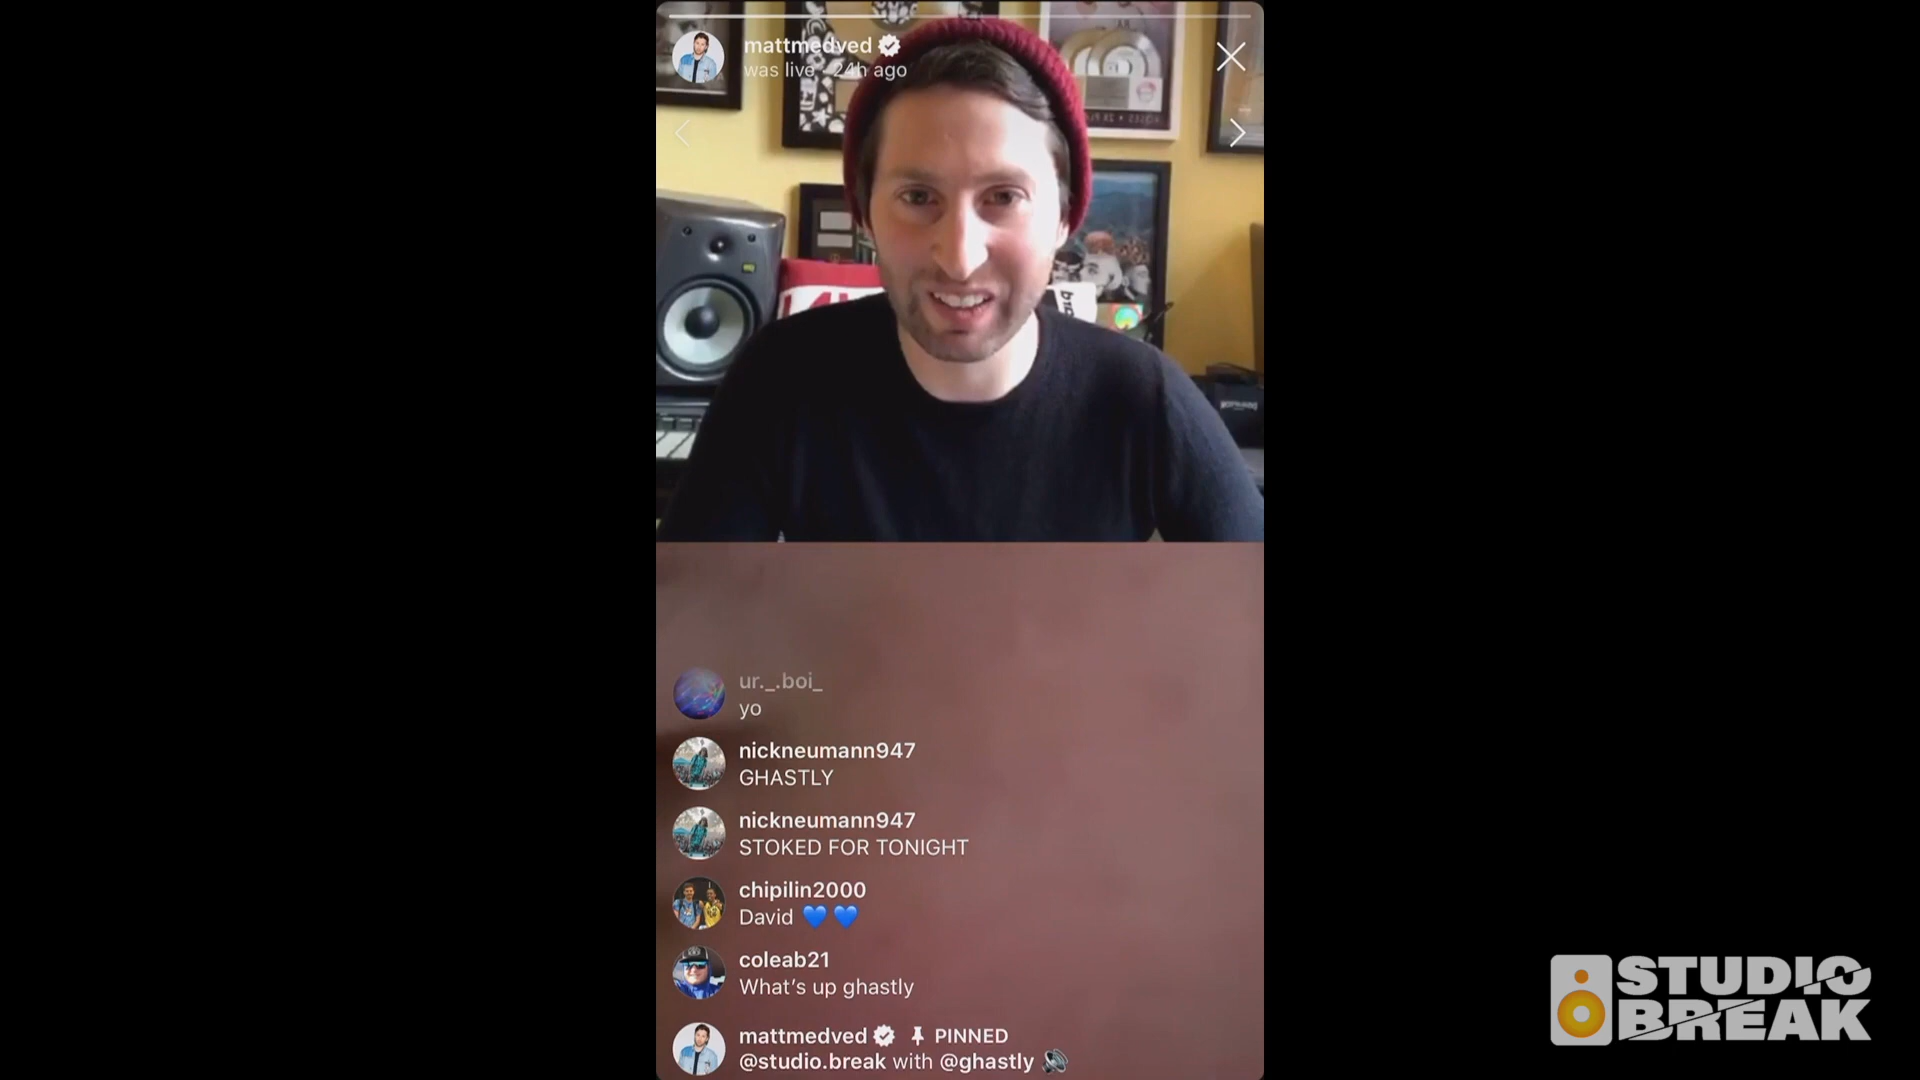 mattmedved
was live · 24h ago
ur._.boi_
yo
nickneumann947
GHASTLY
nickneumann947
STOKED FOR TONIGHT
chipilin2000
David 💙 💙
coleab21
What's up ghastly
mattmedved PINNED
@studio.break with @ghastly 🔊
STUDIO
BREAK